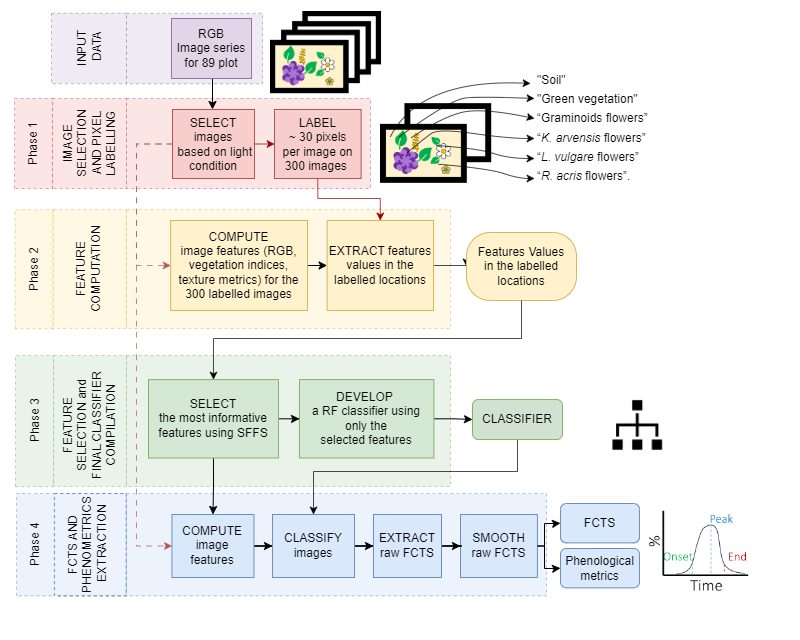 INPUT
DATA
RGB
Image series
for 89 plot
"Soil"
"Green vegetation"
“Graminoids flowers”
“K. arvensis flowers”
“L. vulgare flowers”
“R. acris flowers”.
Phase 1
IMAGE
SELECTION
AND PIXEL
LABELLING
SELECT
images
based on light
condition
LABEL
~ 30 pixels
per image on
300 images
Phase 2
FEATURE
COMPUTATION
COMPUTE
image features (RGB,
vegetation indices,
texture metrics) for the
300 labelled images
EXTRACT features
values in the
labelled locations
Features Values
in the labelled
locations
Phase 3
FEATURE
SELECTION and
FINAL CLASSIFIER
COMPILATION
SELECT
the most informative
features using SFFS
DEVELOP
a RF classifier using
only the
selected features
CLASSIFIER
Phase 4
FCTS AND
PHENOMETRICS
EXTRACTION
COMPUTE
image
features
CLASSIFY
images
EXTRACT
raw FCTS
SMOOTH
raw FCTS
FCTS
Phenological
metrics
%
Peak
Onset
End
Time